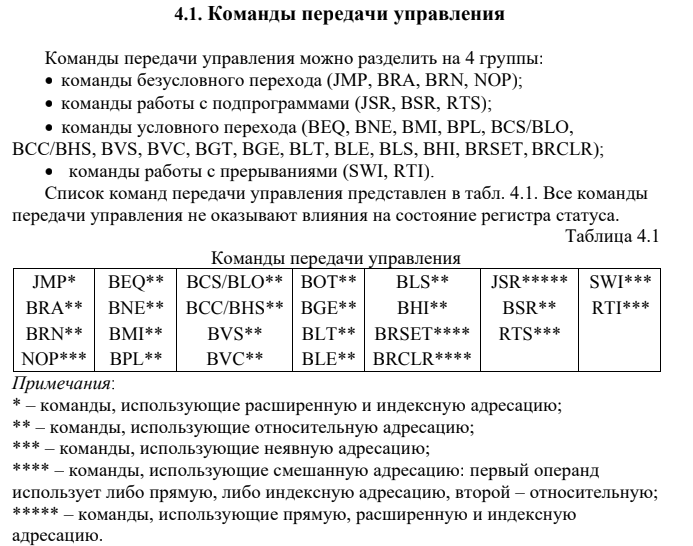 4.1. Команды передачи управления
Команды передачи управления можно разделить на 4 группы:
• команды безусловного перехода (JMP, BRA, BRN, NOP);
• команды работы с подпрограммами (JSR, BSR, RTS);
• команды условного перехода (BEQ, BNE, BMI, BPL, BCS/BLO,
BCC/BHS, BVS, BVC, BGT, BGE, BLT, BLE, BLS, BHI, BRSET, BRCLR);
• команды работы с прерываниями (SWI, RTI).
Список команд передачи управления представлен в табл. 4.1. Все команды
передачи управления не оказывают влияния на состояние регистра статуса.
Таблица 4.1
Команды передачи управления
JMP* BEQ** BCS/BLO** BOT** BLS** JSR***** SWI***
BRA** BNE** BCC/BHS** BGE** BHI** BSR** RTI***
BRN** BMI** BVS** BLT** BRSET**** RTS***
NOP*** BPL** BVC** BLE** BRCLR****
Примечания:
* – команды, использующие расширенную и индексную адресацию;
** – команды, использующие относительную адресацию;
*** – команды, использующие неявную адресацию;
**** – команды, использующие смешанную адресацию: первый операнд
использует либо прямую, либо индексную адресацию, второй – относительную;
***** – команды, использующие прямую, расширенную и индексную
адресацию.